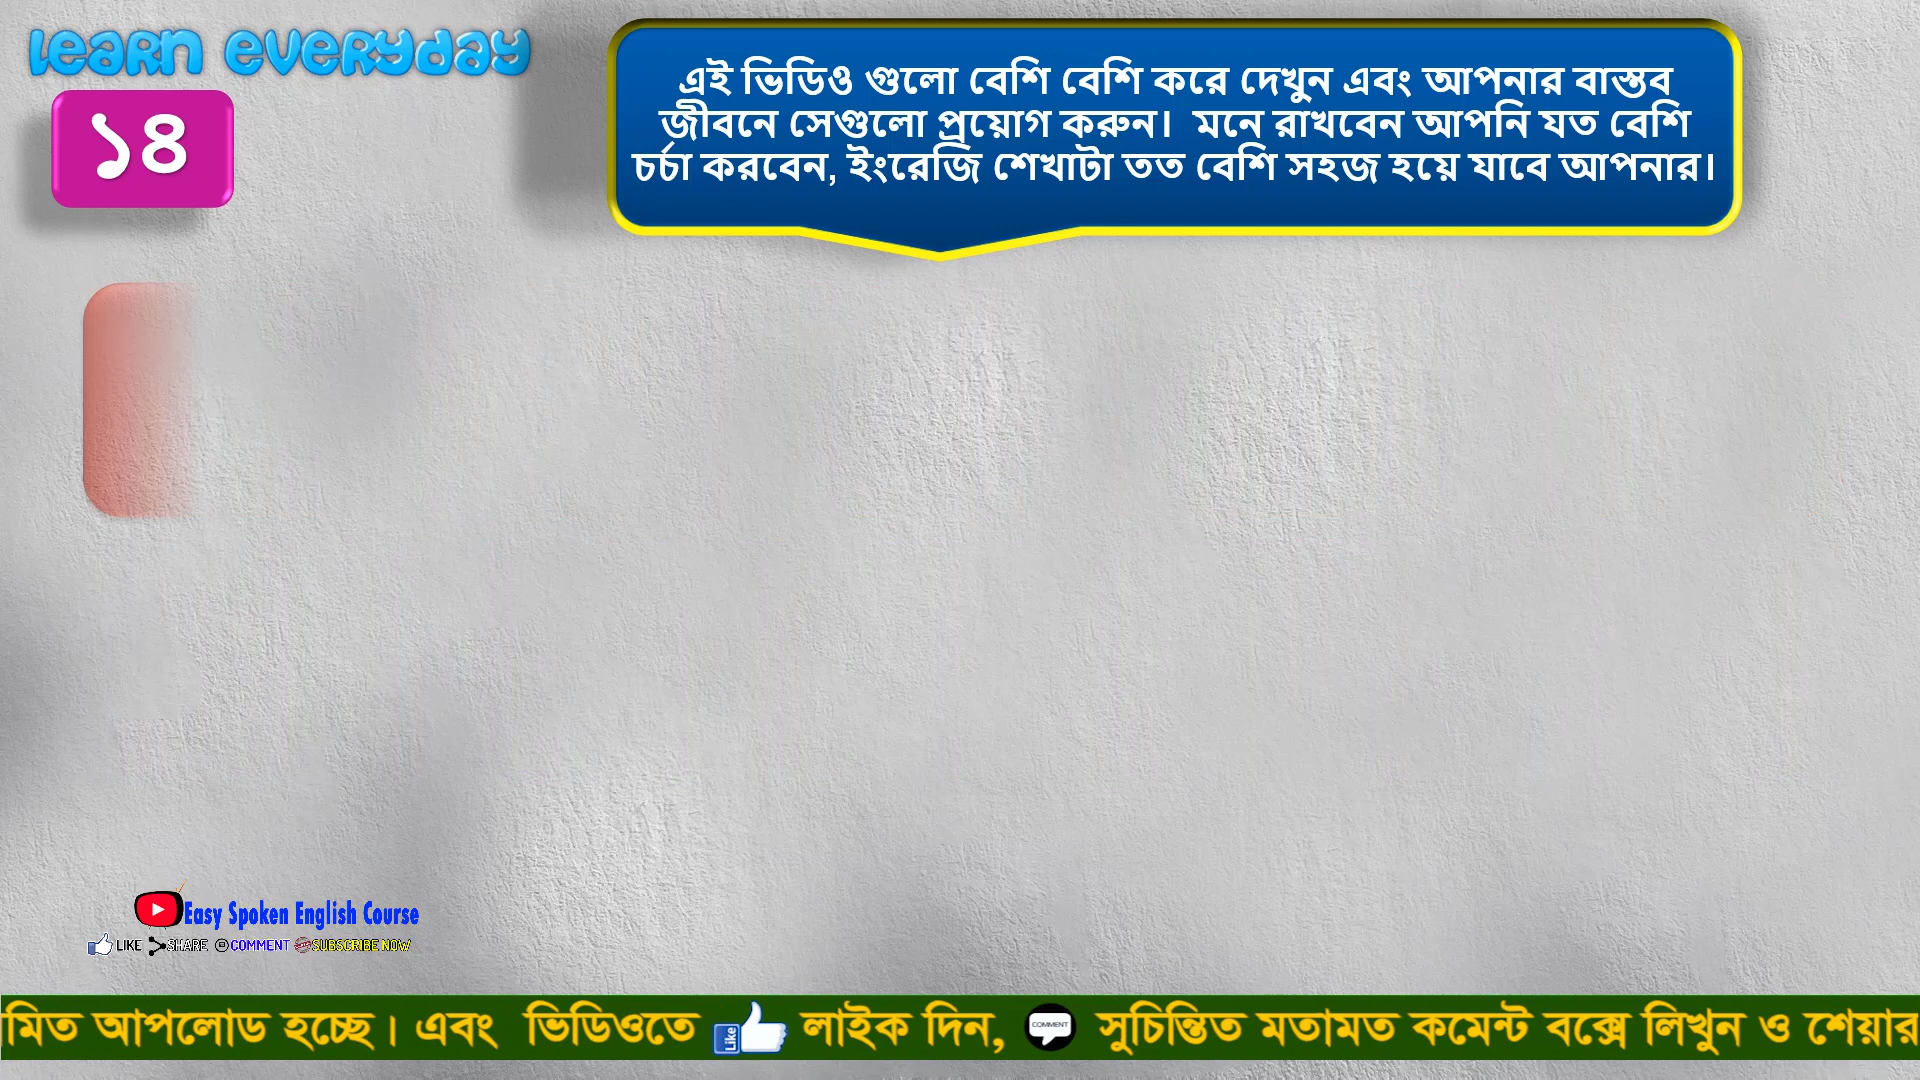 Learn Everyday
১৪
এই ভিডিও গুলো বেশি বেশি করে দেখুন এবং আপনার বাস্তব
জীবনে সেগুলো প্রয়োগ করুন। মনে রাখবেন আপনি যত বেশি
চর্চা করবেন, ইংরেজি শেখাটা তত বেশি সহজ হয়ে যাবে আপনার।
Easy Spoken English Course
LIKE SHARE COMMENT SUBSCRIBE NOW
মিত আপলোড হচ্ছে। এবং ভিডিওতে Like লাইক দিন, COMMENT সুচিন্তিত মতামত কমেন্ট বক্সে লিখুন ও শেয়ার